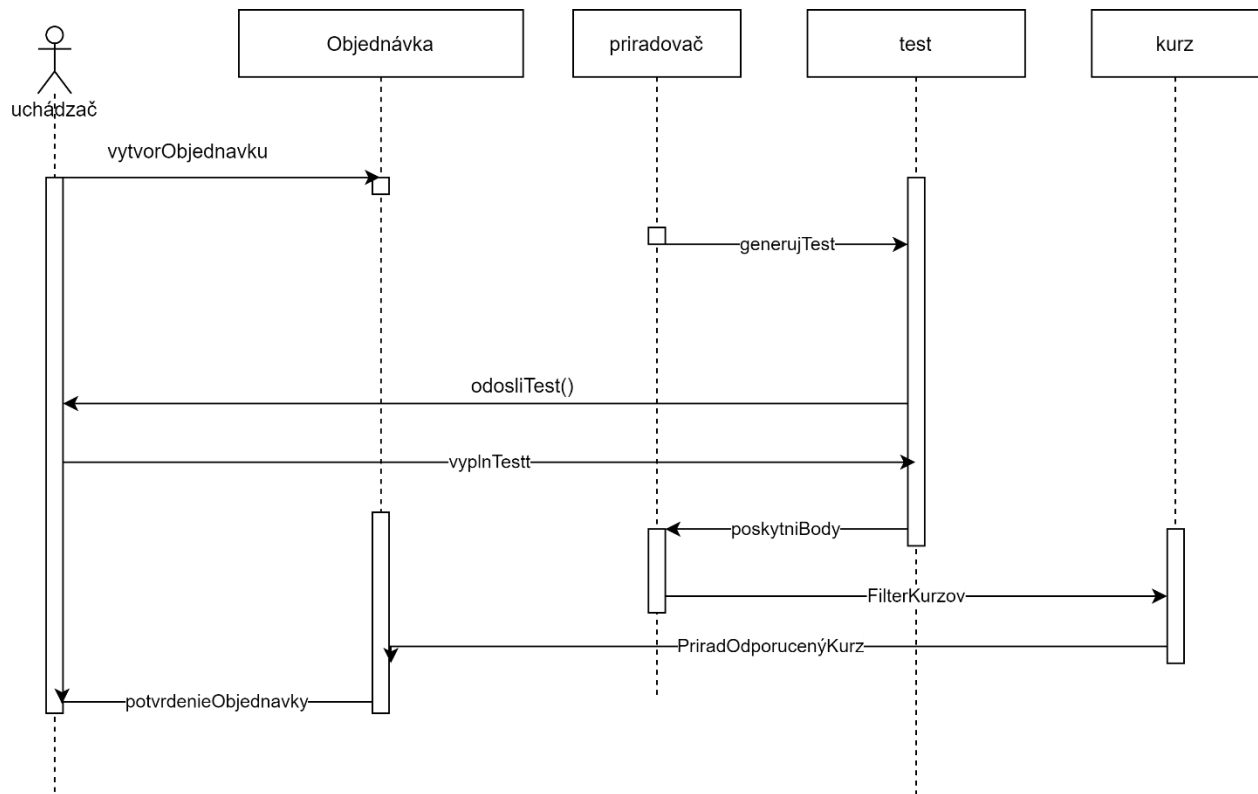 Objednávka
priradovač
test
kurz
uchádzač
vytvorObjednavku
generujTest
odosliTest()
vyplnTestt
poskytniBody
FilterKurzov
PriradOdporucenýKurz
potvrdenieObjednavky